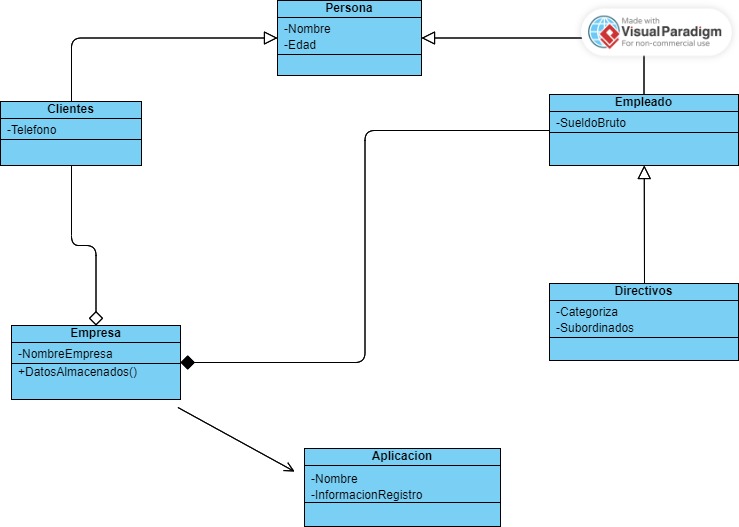 Persona
-Nombre
-Edad
Made with
Visual Paradigm
For non-commercial use
Clientes
-Telefono
Empleado
-SueldoBruto
Directivos
-Categoriza
-Subordinados
Empresa
-NombreEmpresa
+DatosAlmacenados()
Aplicacion
-Nombre
-InformacionRegistro